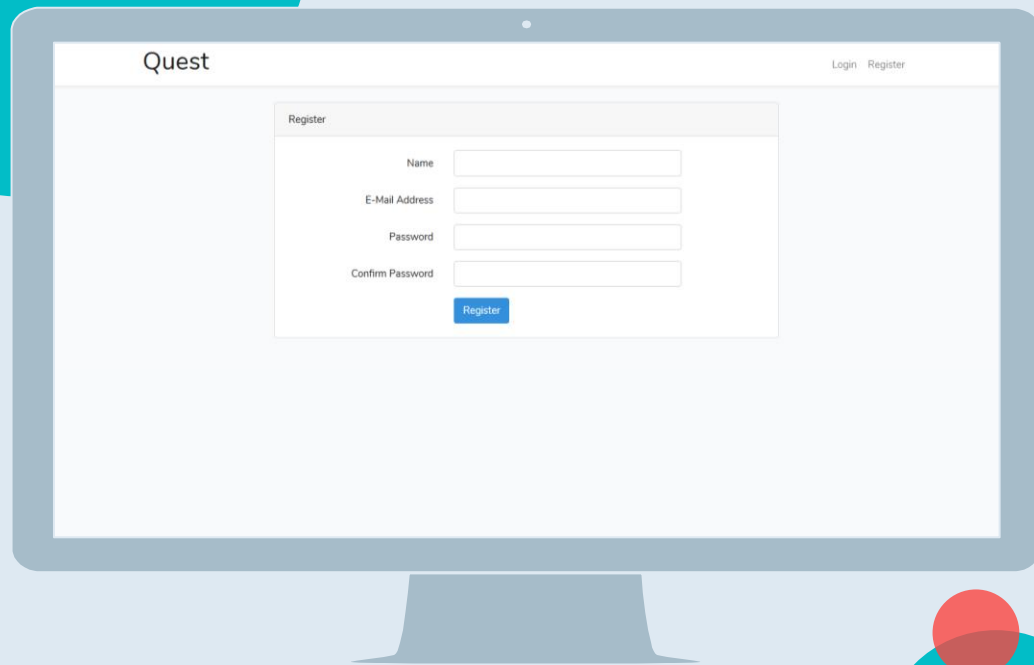 Quest
Login Register
Register
Name
E-Mail Address
Password
Confirm Password
Register